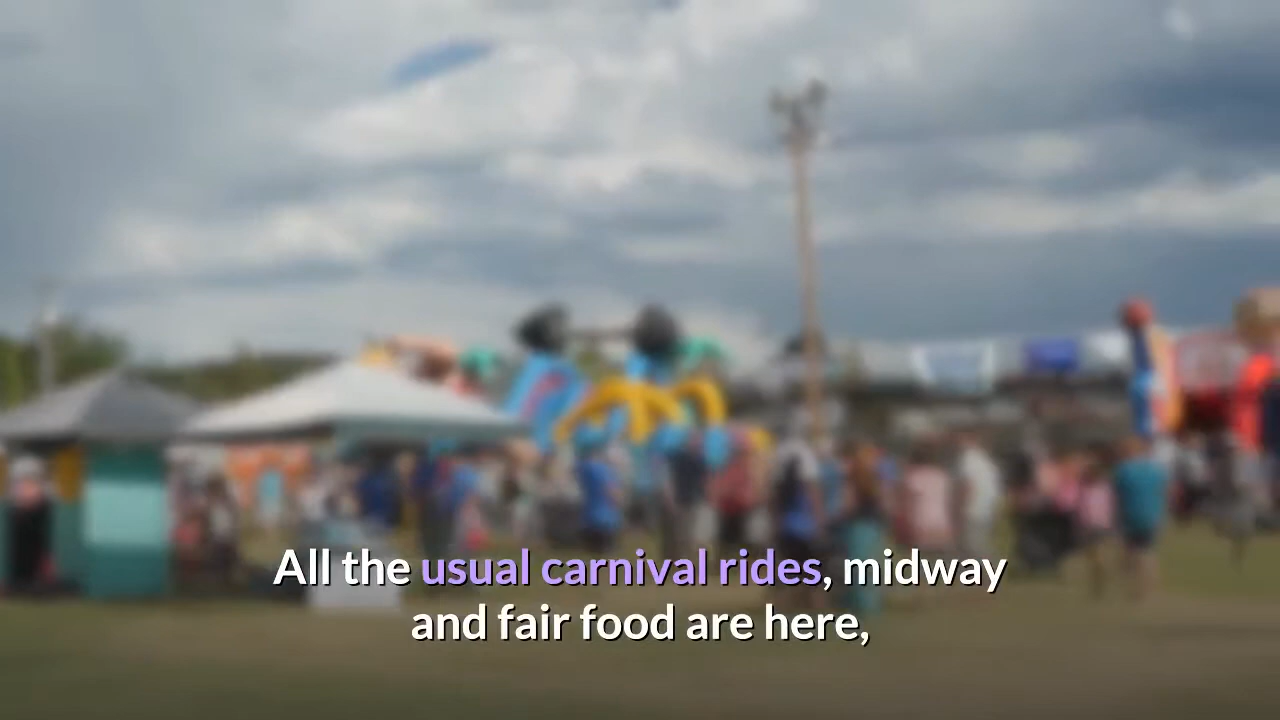 All the usual carnival rides, midway
and fair food are here,